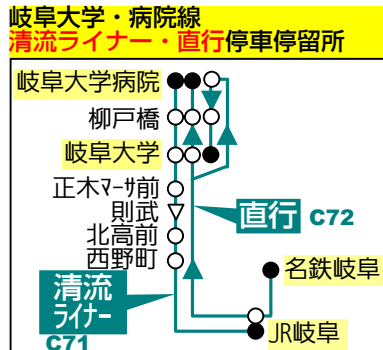 岐阜大学・病院線
清流ライナー・直行停車停留所
岐阜大学病院
柳戸橋
岐阜大学
正木マーサ前
則武
北高前
西野町
直行 C72
名鉄岐阜
清流
ライナー
C71
JR岐阜